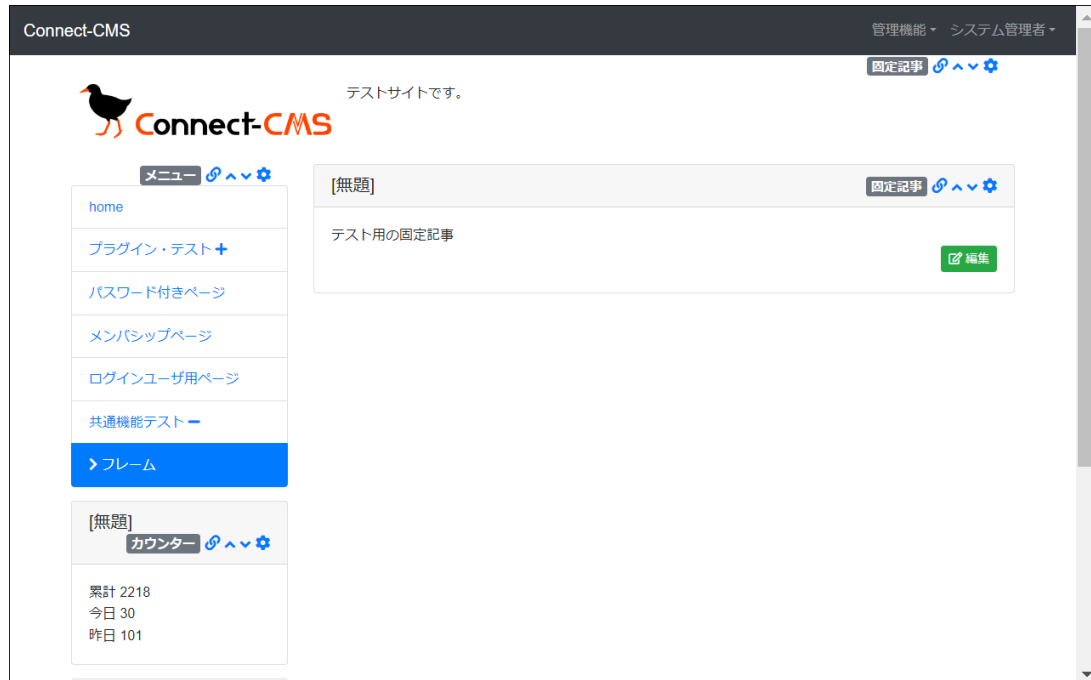 Connect-CMS
管理機能 システム管理者
固定記事
Connect-CMS
テストサイトです。
メニュー
home
プラグイン・テスト
パスワード付きページ
メンバシップページ
ログインユーザ用ページ
共通機能テスト
フレーム
[無題]
固定記事
テスト用の固定記事
編集
[無題]
カウンター
累計 2218
今日 30
昨日 101